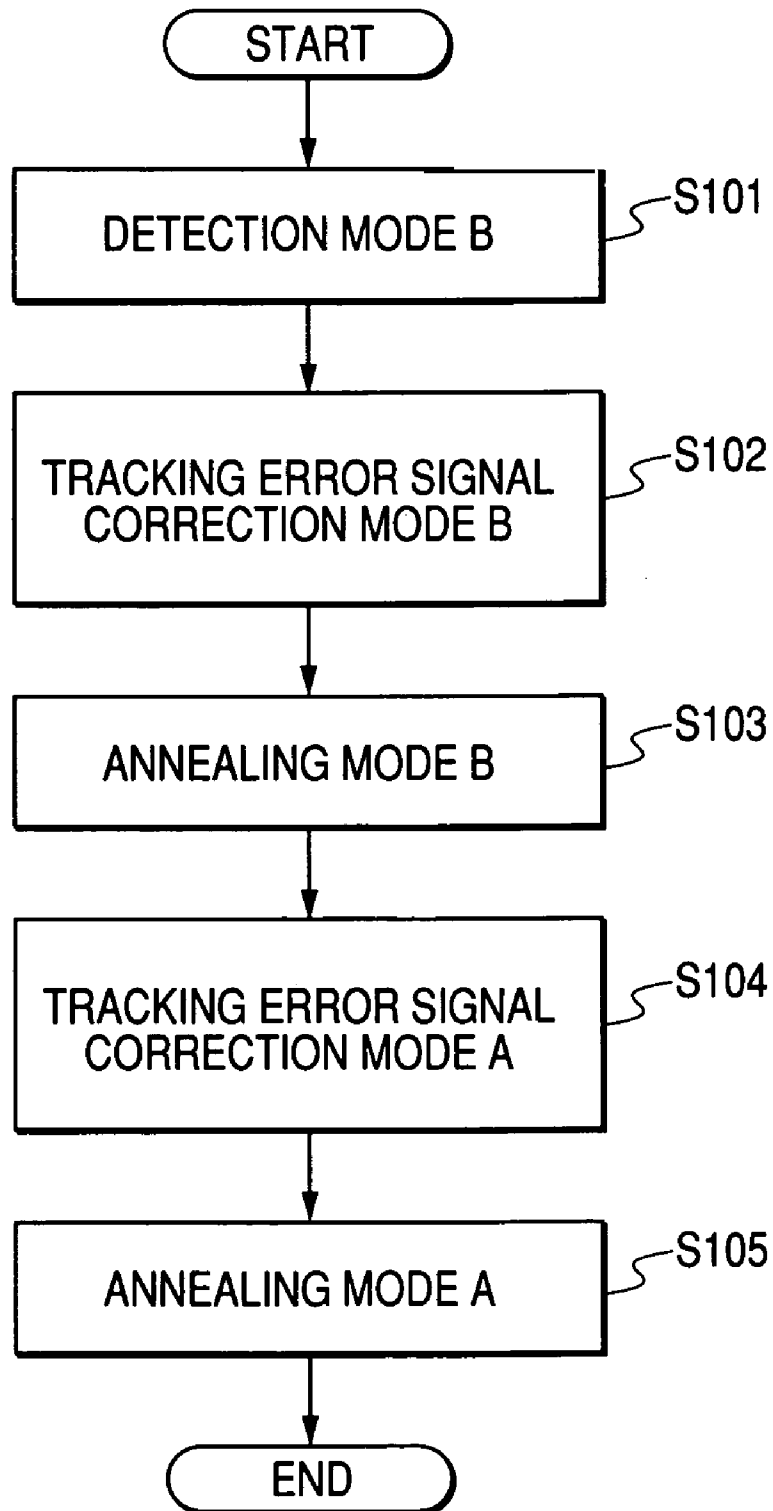 START
DETECTION MODE B
S101
TRACKING ERROR SIGNAL
CORRECTION MODE B
S102
ANNEALING MODE B
S103
TRACKING ERROR SIGNAL
CORRECTION MODE A
S104
ANNEALING MODE A
S105
END